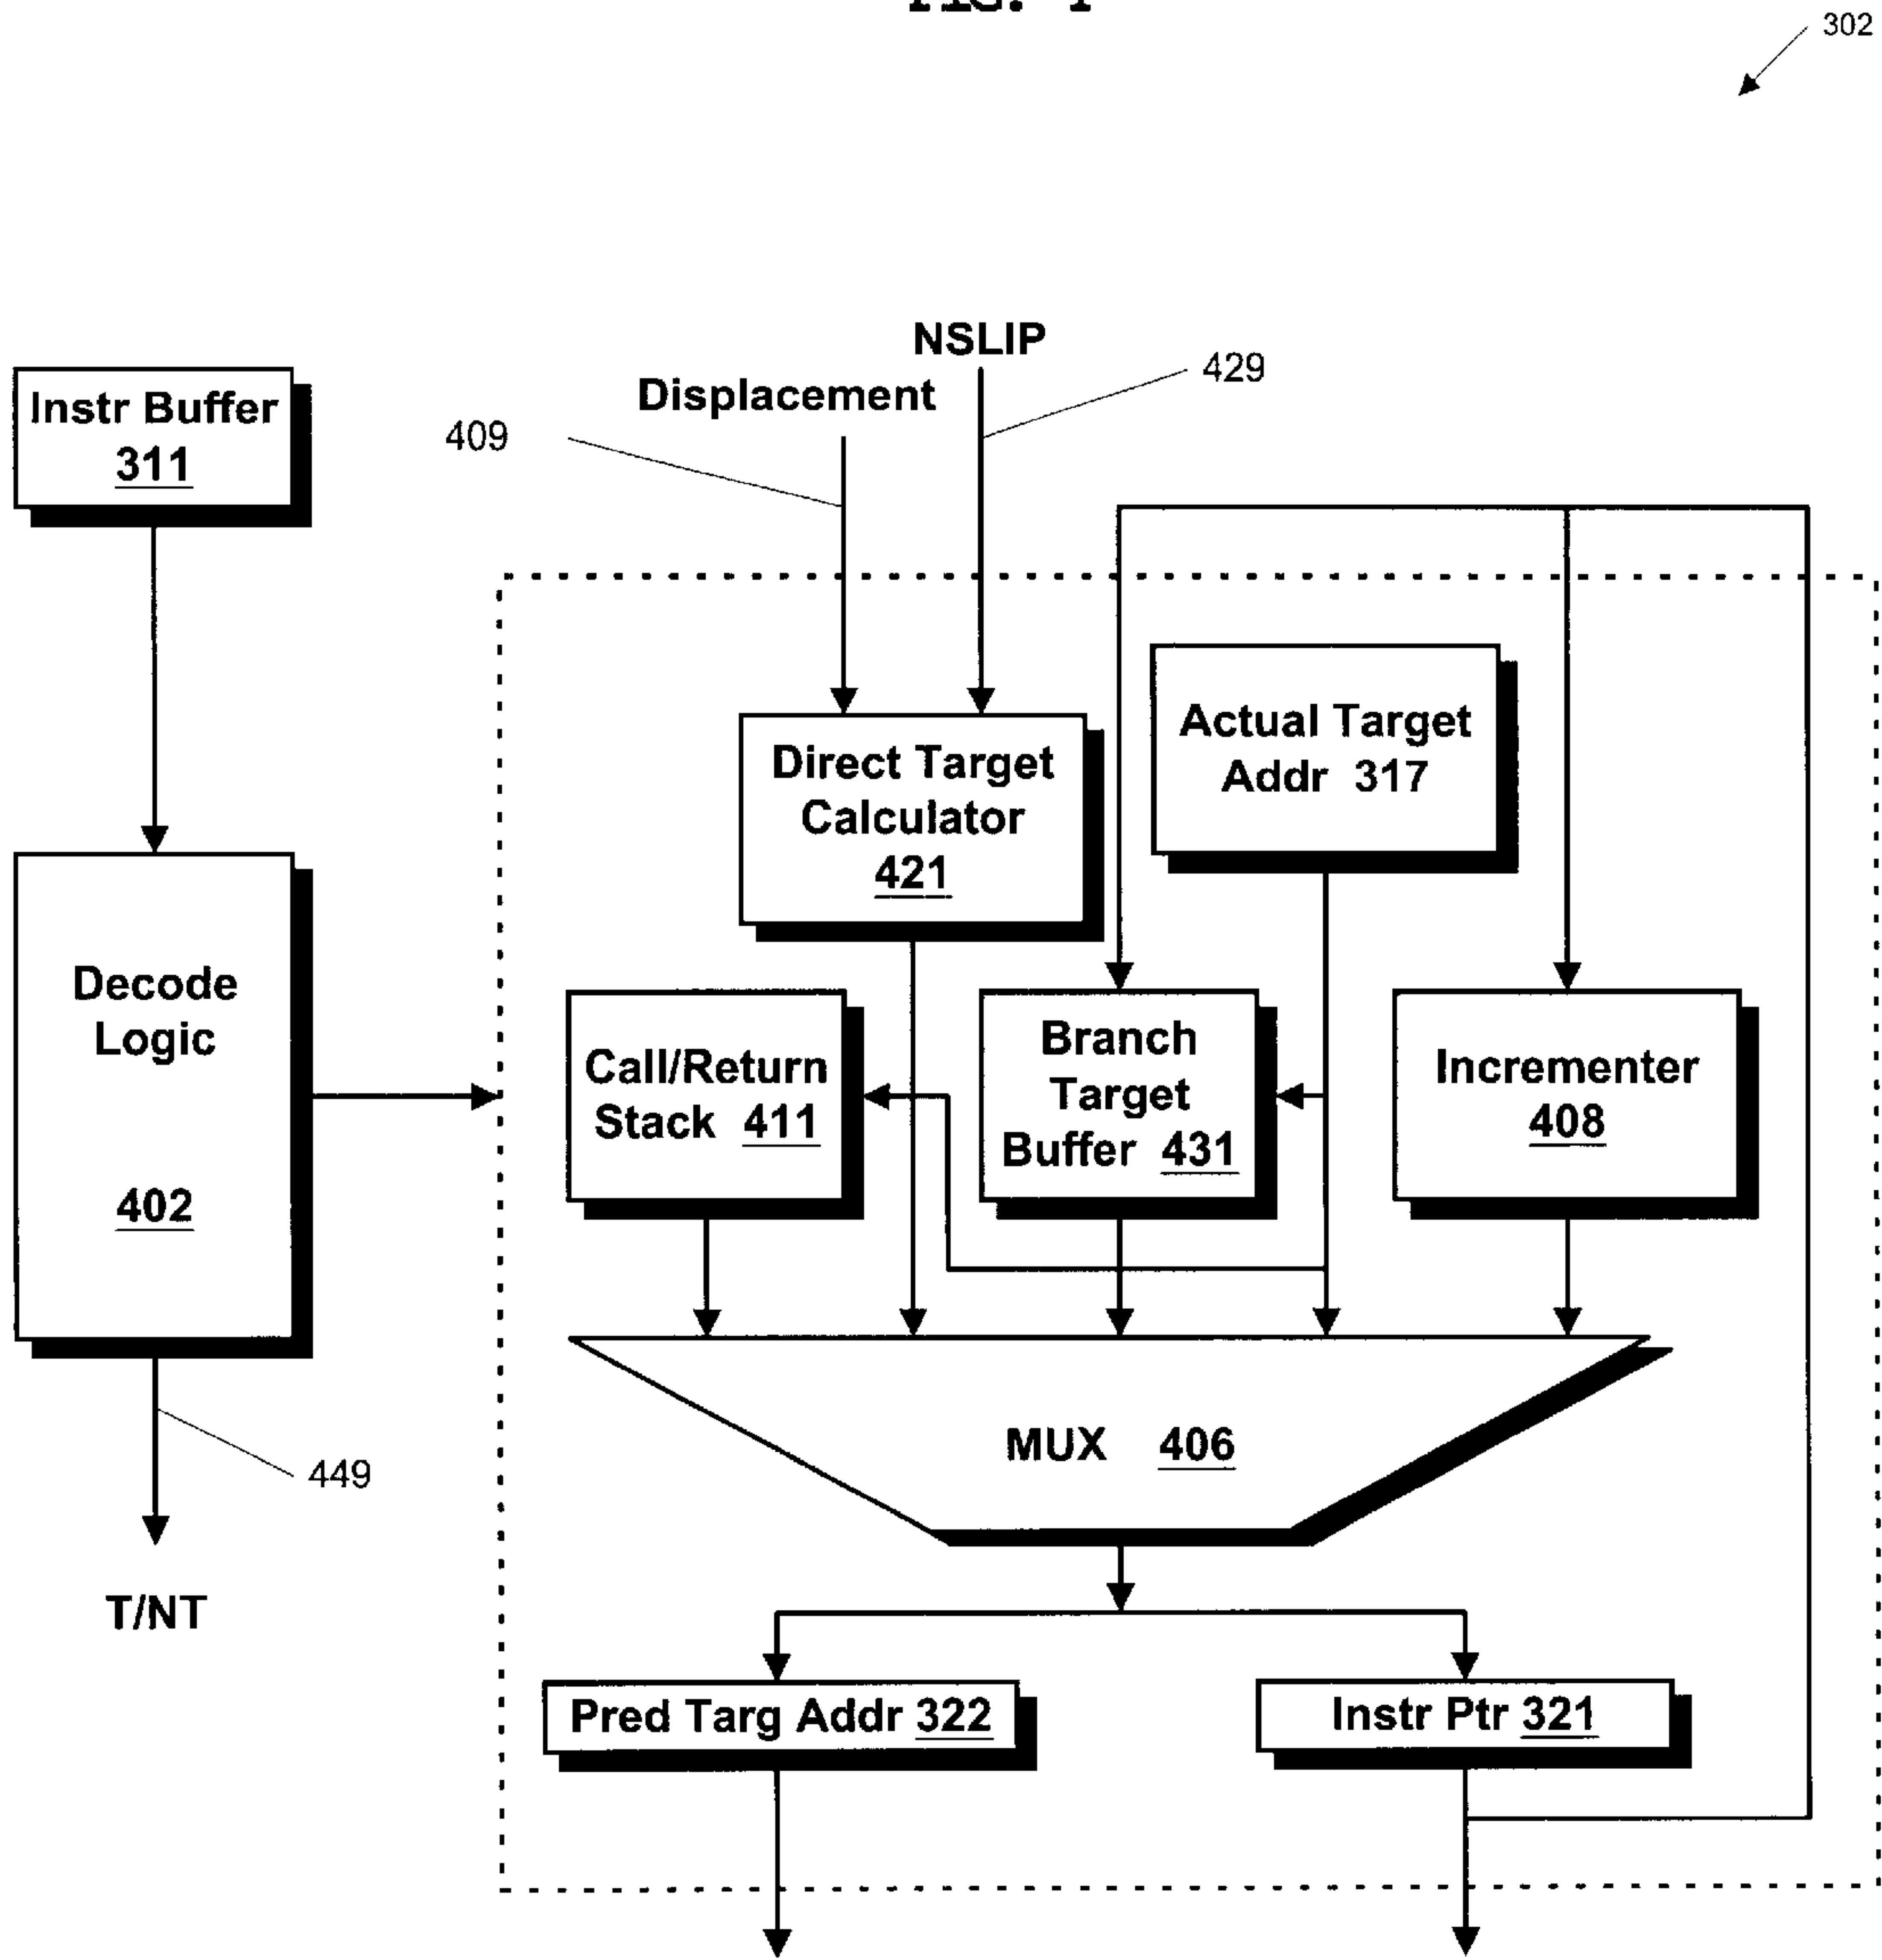 302
NSLIP
429
Displacement
409
Instr Buffer
311
Actual Target
Addr 317
Direct Target
Calculator
421
Decode
Logic
402
Call/Return
Stack 411
Branch
Target
Buffer 431
Incrementer
408
MUX 406
449
T/NT
Pred Targ Addr 322
Instr Ptr 321